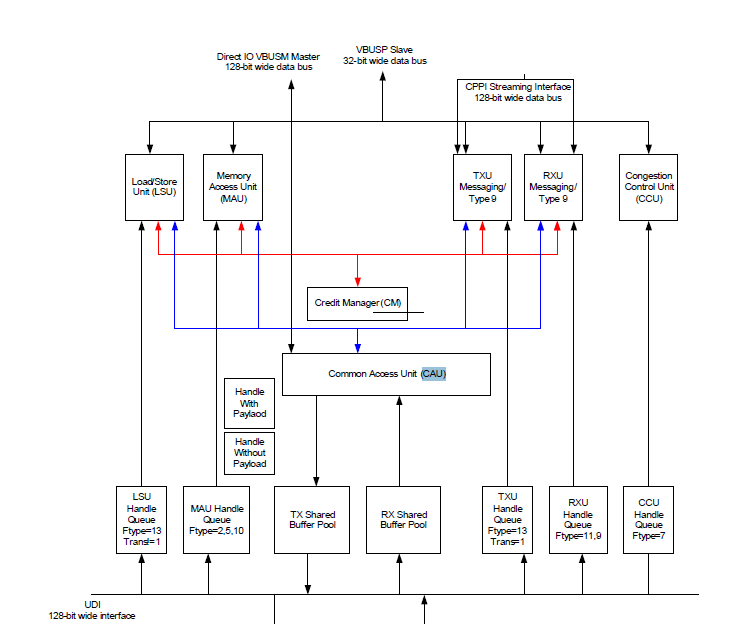 Direct IO VBUSM Master
128-bit wide data bus
VBUSP Slave
32-bit wide data bus
CPPI Streaming Interface
128-bit wide data bus
Load/Store
Unit (LSU)
Memory
Access Unit
(MAU)
TXU
Messaging/
Type 9
RXU
Messaging/
Type 9
Congestion
Control Unit
(CCU)
Credit Manager (CM)
Common Access Unit (CAU)
Handle
With
Paylaod
Handle
Without
Payload
LSU
Handle
Queue
Ftype=13
Trans!=1
MAU Handle
Queue
Ftype=2,5,10
TX Shared
Buffer Pool
RX Shared
Buffer Pool
TXU
Handle
Queue
Ftype=13
Trans=1
RXU
Handle
Queue
Ftype=11,9
CCU
Handle
Queue
Ftype=7
UDI
128-bit wide interface